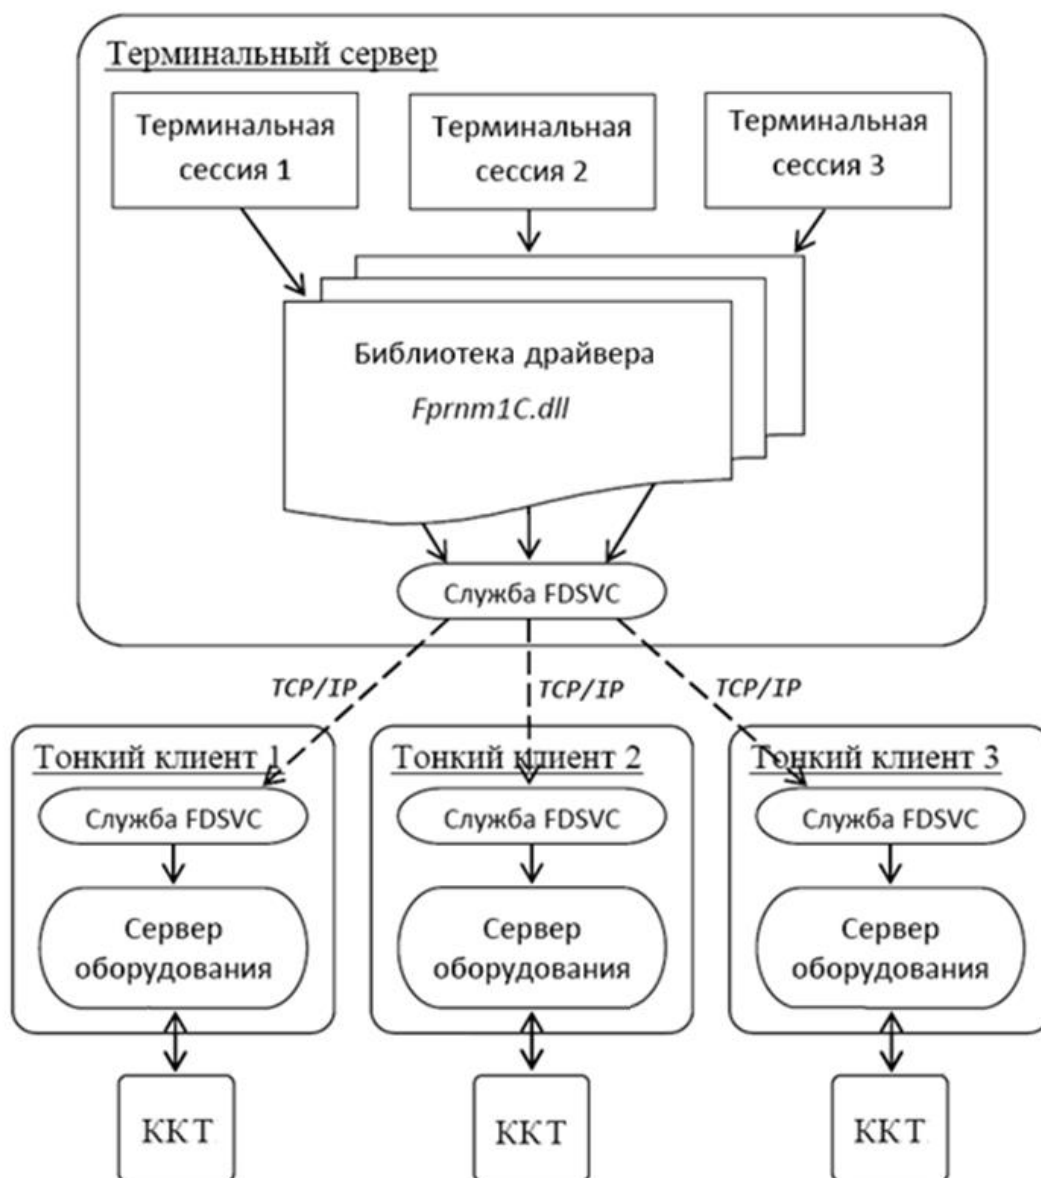 Терминальный сервер
Терминальная
сессия 1
Терминальная
сессия 2
Терминальная
сессия 3
Библиотека драйвера
Fprnm1C.dll
Служба FDSVC
TCP/IP
TCP/IP
TCP/IP
Тонкий клиент 1
Служба FDSVC
Сервер
оборудования
ККТ
Тонкий клиент 2
Служба FDSVC
Сервер
оборудования
ККТ
Тонкий клиент 3
Служба FDSVC
Сервер
оборудования
ККТ